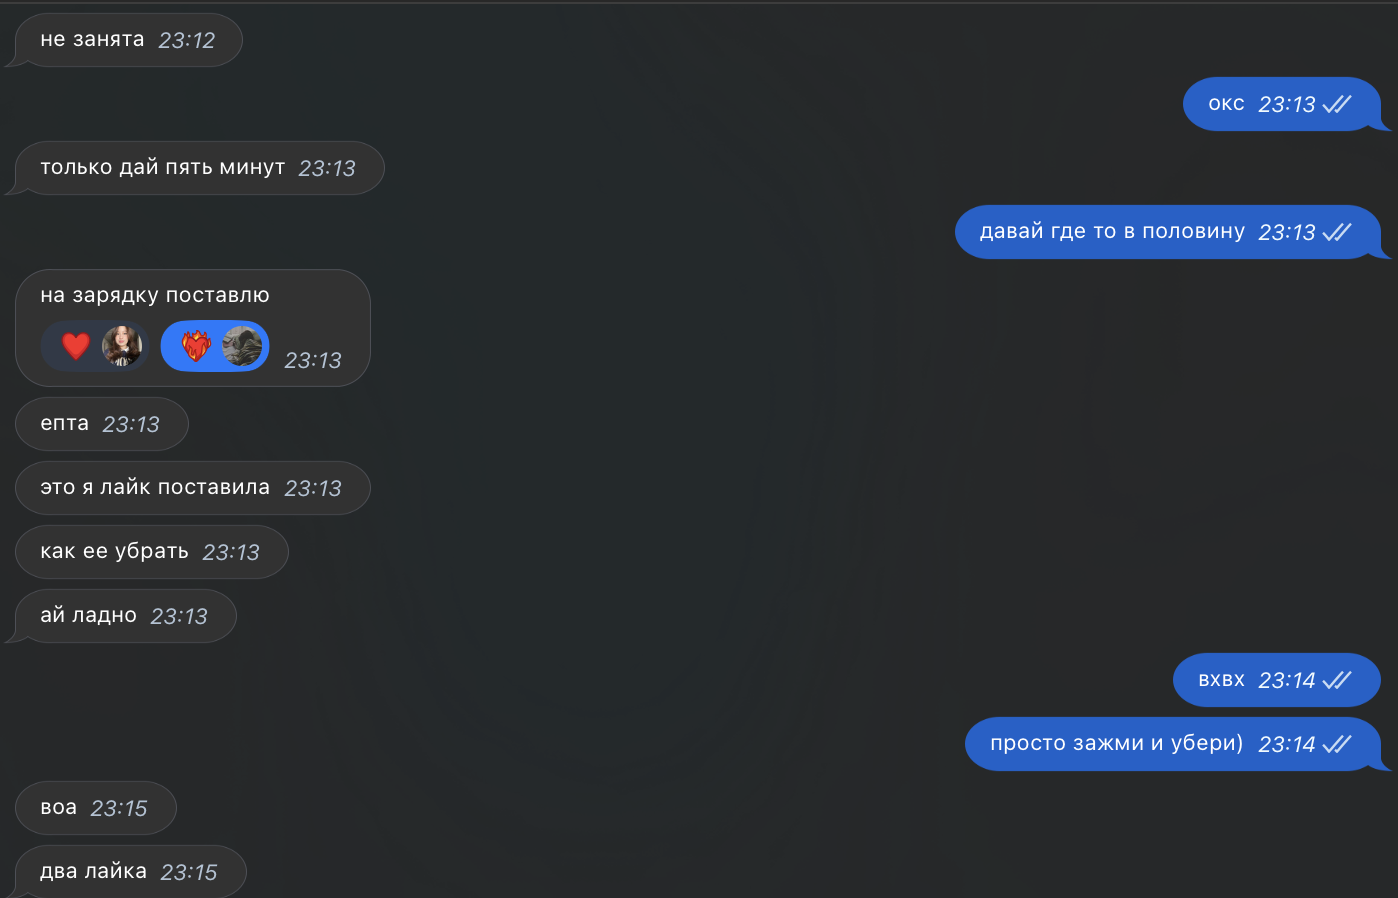 не занята 23:12
окс 23:13
только дай пять минут 23:13
давай где то в половину 23:13
на зарядку поставлю
23:13
епта 23:13
это я лайк поставила 23:13
как ее убрать 23:13
ай ладно 23:13
вхвх 23:14
просто зажми и убери) 23:14
воа 23:15
два лайка 23:15